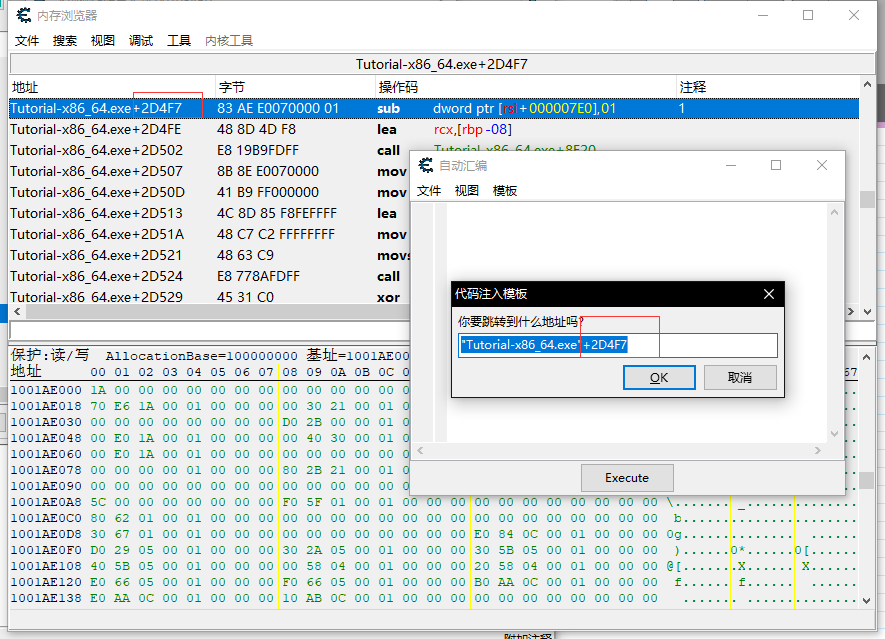 内存浏览器
文件 搜索 视图 调试 工具 内核工具
Tutorial-x86_64.exe+2D4F7
地址 字节 操作码 注释
Tutorial-x86_64.exe+2D4F7 83 AE E0070000 01 sub dword ptr [rsi+000007E0],01 1
Tutorial-x86_64.exe+2D4FE 48 8D 4D F8 lea rcx,[rbp-08]
Tutorial-x86_64.exe+2D502 E8 19B9FDFF call Tutorial-x86_64.exe+8E20
Tutorial-x86_64.exe+2D507 8B 8E E0070000 mov
Tutorial-x86_64.exe+2D50D 41 B9 FF000000 mov
Tutorial-x86_64.exe+2D513 4C 8D 85 F8FEFFFF lea
Tutorial-x86_64.exe+2D51A 48 C7 C2 FFFFFFFF mov
Tutorial-x86_64.exe+2D521 48 63 C9 movs
Tutorial-x86_64.exe+2D524 E8 778AFDFF call
Tutorial-x86_64.exe+2D529 45 31 C0 xor
自动汇编
文件 视图 模板
代码注入模板
你要跳转到什么地址吗?
"Tutorial-x86_64.exe"+2D4F7
OK 取消
Execute
保护:读/写 AllocationBase=100000000 基址=1001AE00
地址 00 01 02 03 04 05 06 07 08 09 0A 0B 0C 0 67
1001AE000 1A 00 00 00 00 00 00 00 00 00 00 00 00 0
1001AE018 70 E6 1A 00 01 00 00 00 00 30 21 00 01 0
1001AE030 00 00 00 00 00 00 00 00 D0 2B 00 00 01 0
1001AE048 00 E0 1A 00 01 00 00 00 00 40 30 00 01 0
1001AE060 00 E0 1A 00 01 00 00 00 00 00 00 00 00 0
1001AE078 00 00 00 00 01 00 00 00 80 2B 21 00 01 0
1001AE090 00 00 00 00 00 00 00 00 00 00 00 00 00 0
1001AE0A8 5C 00 00 00 00 00 00 00 F0 5F 01 00 01 00 00 00 00 00 00 00 00 00 00 00 \......._.......
1001AE0C0 80 62 01 00 01 00 00 00 00 00 00 00 00 00 00 00 00 00 00 00 00 00 00 00 b......
1001AE0D8 30 67 01 00 01 00 00 00 00 00 00 00 00 00 00 00 E0 84 0C 00 01 00 00 00 0g......
1001AE0F0 D0 29 05 00 01 00 00 00 30 2A 05 00 01 00 00 00 30 5B 05 00 01 00 00 00 )......0*......0[......
1001AE108 40 5B 05 00 01 00 00 00 00 58 04 00 01 00 00 00 20 58 04 00 01 00 00 00 @[.......X...... X......
1001AE120 E0 66 05 00 01 00 00 00 F0 66 05 00 01 00 00 00 B0 AA 0C 00 01 00 00 00 f...... f......
1001AE138 E0 AA 0C 00 01 00 00 00 10 AB 0C 00 01 00 00 00 00 00 00 00 00 00 00 00